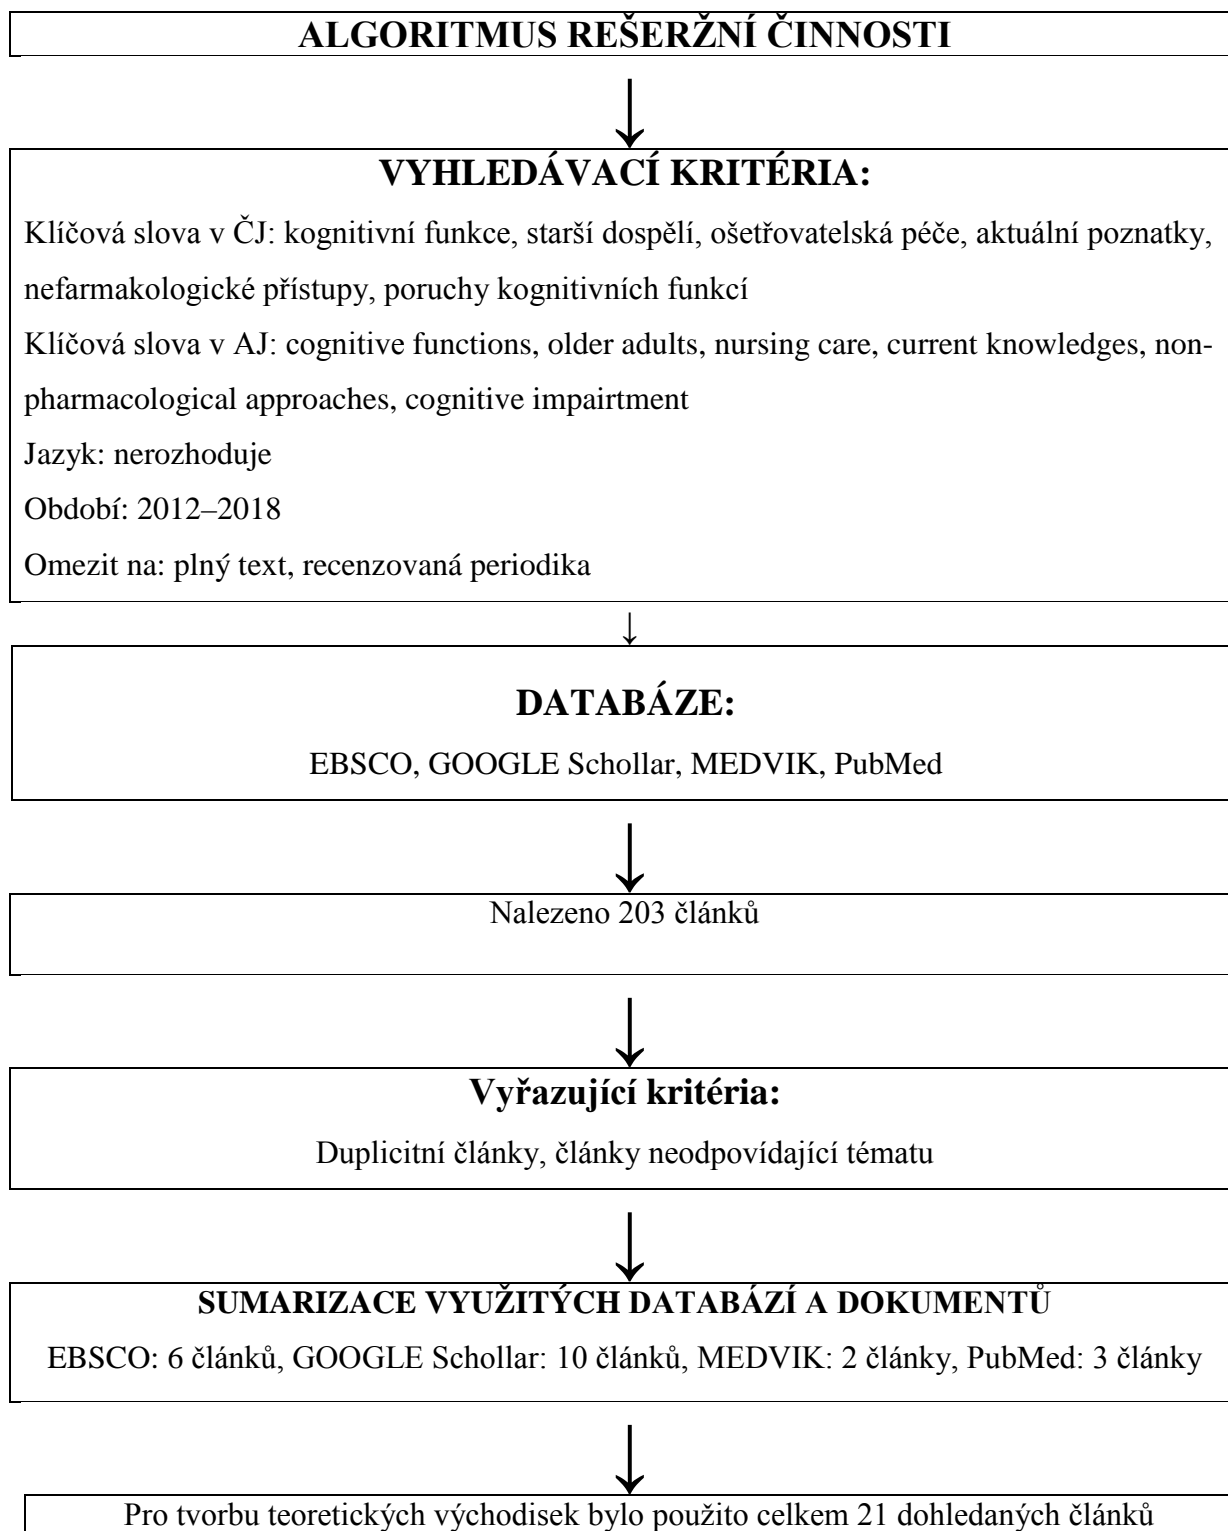 ALGORITMUS REŠERŽNÍ ČINNOSTI
VYHLEDÁVACÍ KRITÉRIA:
Klíčová slova v ČJ: kognitivní funkce, starší dospělí, ošetřovatelská péče, aktuální poznatky,
nefarmakologické přístupy, poruchy kognitivních funkcí
Klíčová slova v AJ: cognitive functions, older adults, nursing care, current knowledges, non-
pharmacological approaches, cognitive impairtment
Jazyk: nerozhoduje
Období: 2012–2018
Omezit na: plný text, recenzovaná periodika
DATABÁZE:
EBSCO, GOOGLE Schollar, MEDVIK, PubMed
Nalezeno 203 článků
Vyřazující kritéria:
Duplicitní články, články neodpovídající tématu
SUMARIZACE VYUŽITÝCH DATABÁZÍ A DOKUMENTŮ
EBSCO: 6 článků, GOOGLE Schollar: 10 článků, MEDVIK: 2 články, PubMed: 3 články
Pro tvorbu teoretických východisek bylo použito celkem 21 dohledaných článků